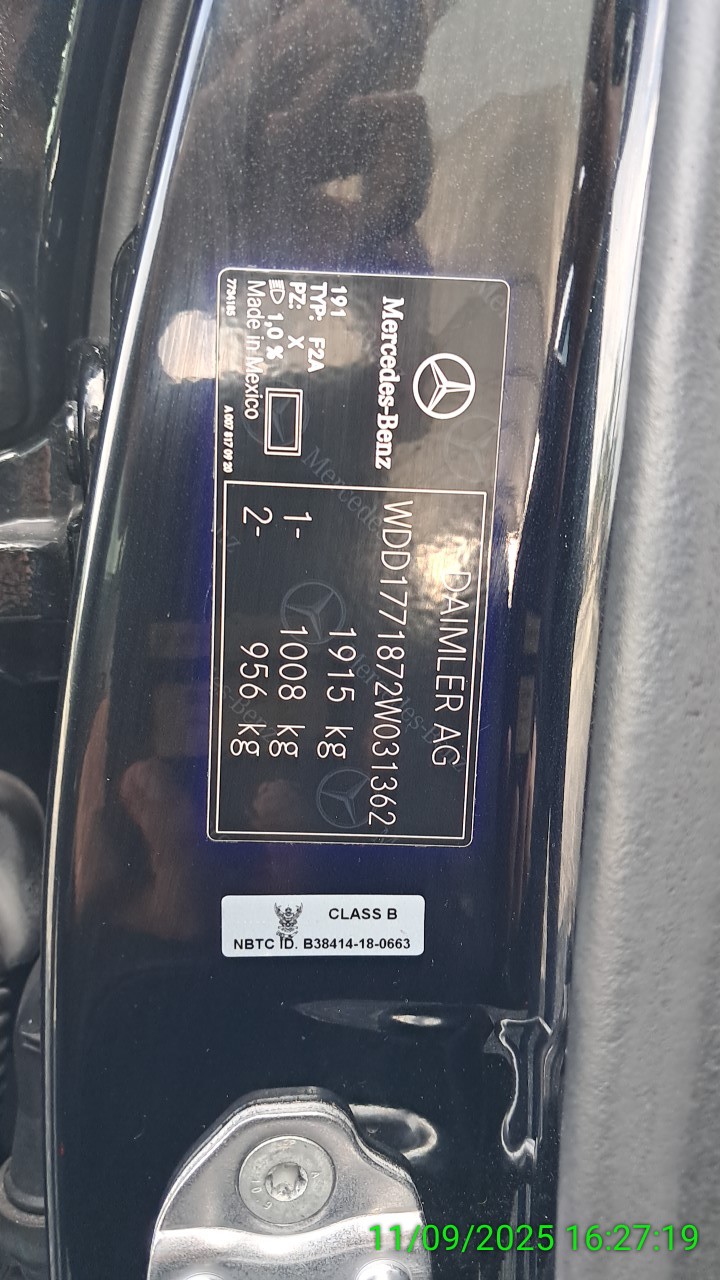 Mercedes-Benz
191
TYP: F2A
PZ: X
1,0 %
Made in Mexico
7734185
A 007 817 09 20
DAIMLER AG
WDD1771872W031362
1915 kg
1- 1008 kg
2- 956 kg
CLASS B
NBTC ID. B38414-18-0663
11/09/2025 16:27:19